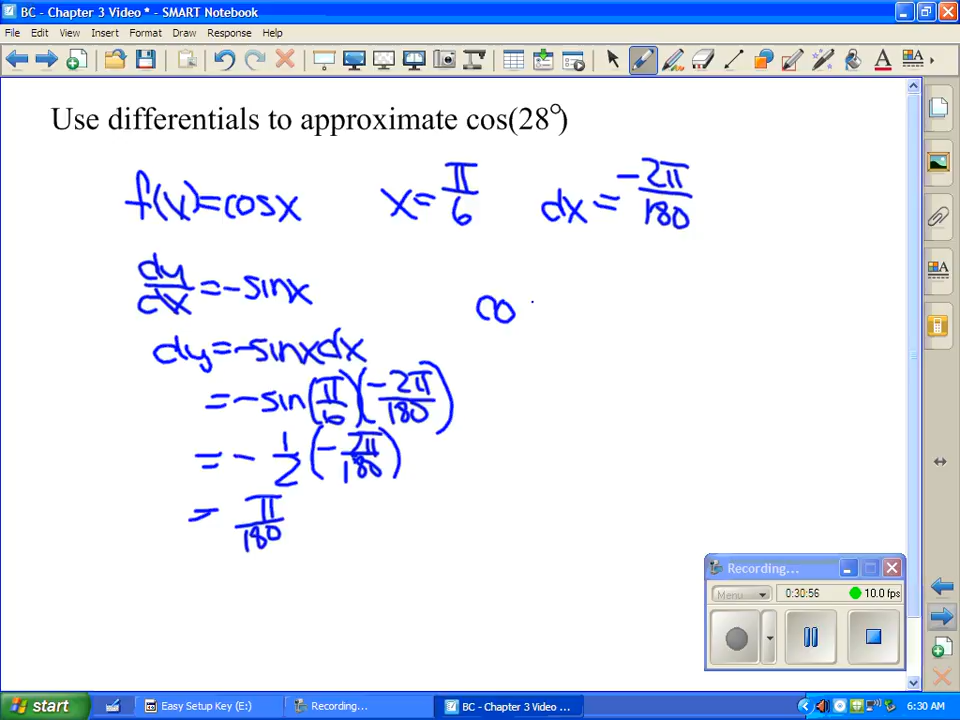 BC - Chapter 3 Video * - SMART Notebook
File Edit View Insert Format Draw Response Help
Use differentials to approximate cos(28°)
f(x)=cosx x=π/6 dx=-2π/180
dy/dx=-sinx
co
dy=-sinxdx
=-sin(π/6)(-2π/180)
=-1/2(-2π/180)
=π/180
Recording...
Menu 0:30:56 10.0 fps
start Easy Setup Key (E:) Recording... BC - Chapter 3 Video ... 6:30 AM